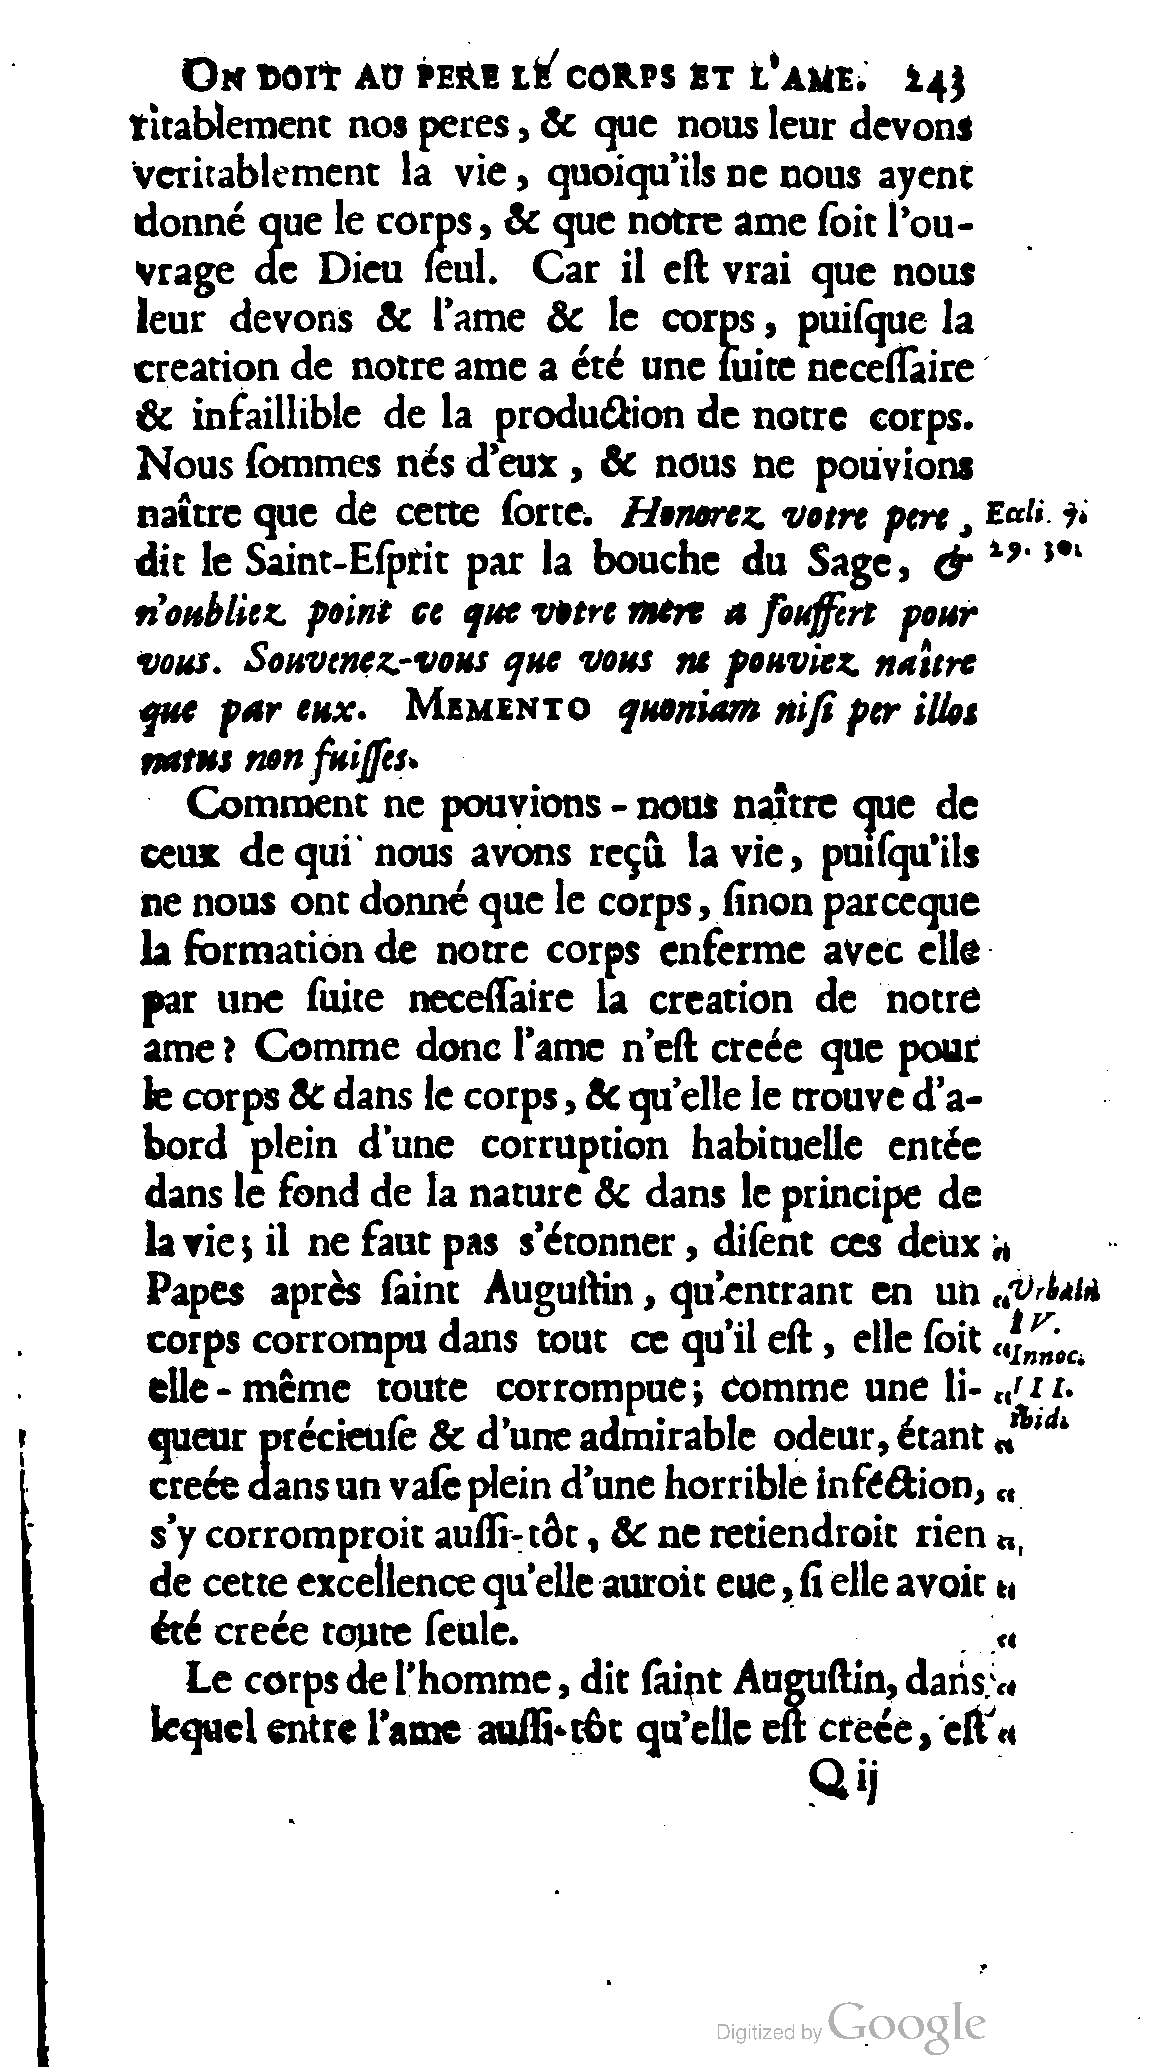 ON DOIT AU PERE LE CORPS ET L'AME. 243
ritablement nos peres, & que nous leur devons
veritablement la vie, quoiqu'ils ne nous ayent
donné que le corps, & que notre ame ſoit l'ou-
vrage de Dieu ſeul. Car il eſt vrai que nous
leur devons & l'ame & le corps, puiſque la
creation de notre ame a été une ſuite neceſſaire
& infaillible de la production de notre corps.
Nous ſommes nés d'eux, & nous ne pouvions
naître que de cette ſorte. Honorez votre pere,
Eccli. 7.
dit le Saint-Eſprit par la bouche du Sage, &
29. 30.
n'oubliez point ce que votre mere a ſouffert pour
vous. Souvenez-vous que vous ne pouviez naître
que par eux. MEMENTO quoniam niſi per illos
natus non fuiſſes.
Comment ne pouvions-nous naître que de
ceux de qui nous avons reçû la vie, puiſqu'ils
ne nous ont donné que le corps, ſinon parceque
la formation de notre corps enferme avec elle
par une ſuite neceſſaire la creation de notre
ame? Comme donc l'ame n'eſt creée que pour
le corps & dans le corps, & qu'elle le trouve d'a-
bord plein d'une corruption habituelle entée
dans le fond de la nature & dans le principe de
la vie; il ne faut pas s'étonner, diſent ces deux "
Papes après ſaint Auguſtin, qu'entrant en un "
Urbain
IV.
corps corrompu dans tout ce qu'il eſt, elle ſoit "
Innoc.
elle-même toute corrompue; comme une li- "
III.
ibid.
queur précieuſe & d'une admirable odeur, étant "
creée dans un vaſe plein d'une horrible infection, "
s'y corromproit auſſi-tôt, & ne retiendroit rien "
de cette excellence qu'elle auroit eue, ſi elle avoit "
été creée toute ſeule. "
Le corps de l'homme, dit ſaint Auguſtin, dans "
lequel entre l'ame auſſi-tôt qu'elle eſt creée, eſt "
Q ij
Digitized by Google